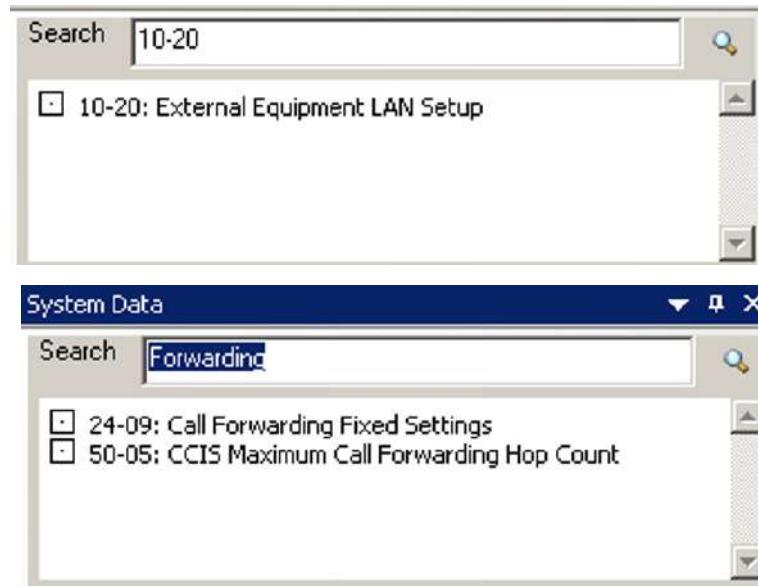 Search 10-20
10-20: External Equipment LAN Setup
System Data
Search Forwarding
24-09: Call Forwarding Fixed Settings
50-05: CCIS Maximum Call Forwarding Hop Count